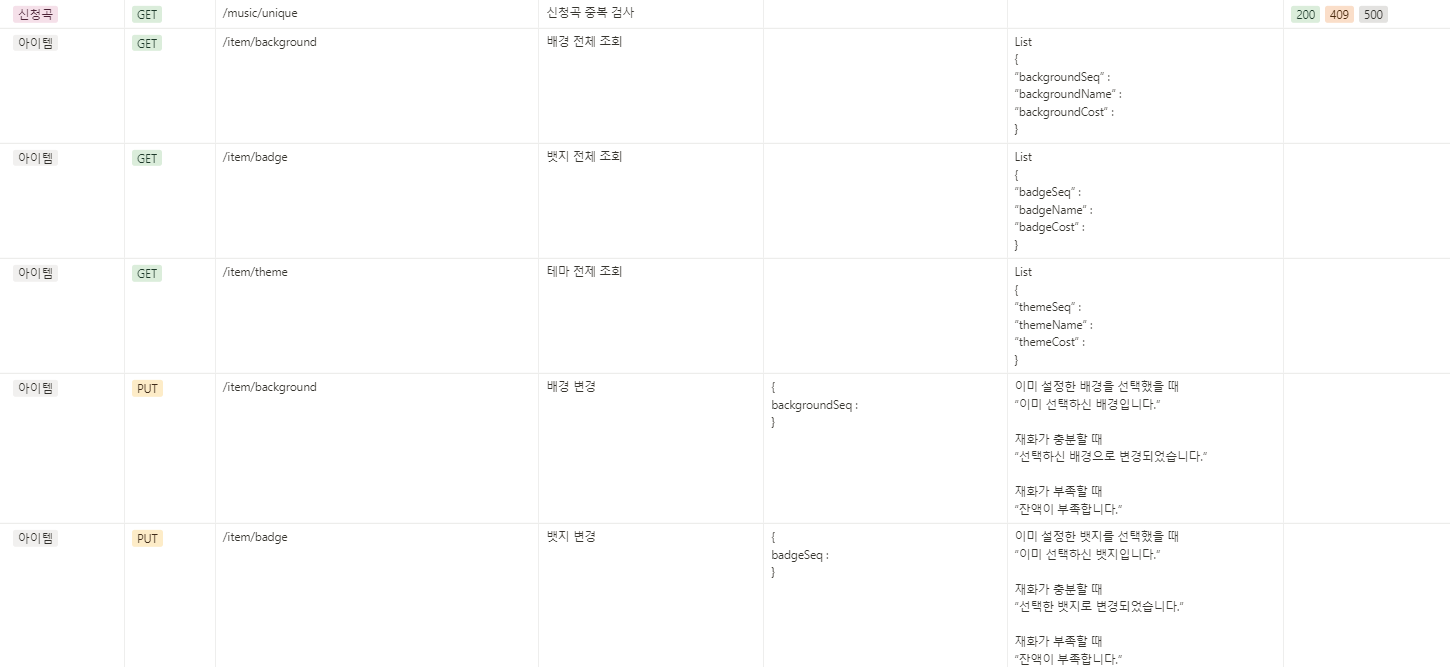 신청곡 GET /music/unique 신청곡 중복 검사 200 409 500
아이템 GET /item/background 배경 전체 조회 List
{
“backgroundSeq” :
“backgroundName” :
“backgroundCost” :
}
아이템 GET /item/badge 뱃지 전체 조회 List
{
“badgeSeq” :
“badgeName” :
“badgeCost” :
}
아이템 GET /item/theme 테마 전체 조회 List
{
“themeSeq” :
“themeName” :
“themeCost” :
}
아이템 PUT /item/background 배경 변경 { 이미 설정한 배경을 선택했을 때
backgroundSeq : “이미 선택하신 배경입니다.”
}
재화가 충분할 때
“선택하신 배경으로 변경되었습니다.”
재화가 부족할 때
“잔액이 부족합니다.”
아이템 PUT /item/badge 뱃지 변경 { 이미 설정한 뱃지를 선택했을 때
badgeSeq : “이미 선택하신 뱃지입니다.”
}
재화가 충분할 때
“선택한 뱃지로 변경되었습니다.”
재화가 부족할 때
“잔액이 부족합니다.”